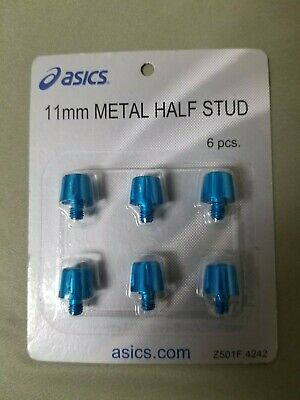 asics
11mm METAL HALF STUD
6 pcs.
asics.com
Z501F.4242